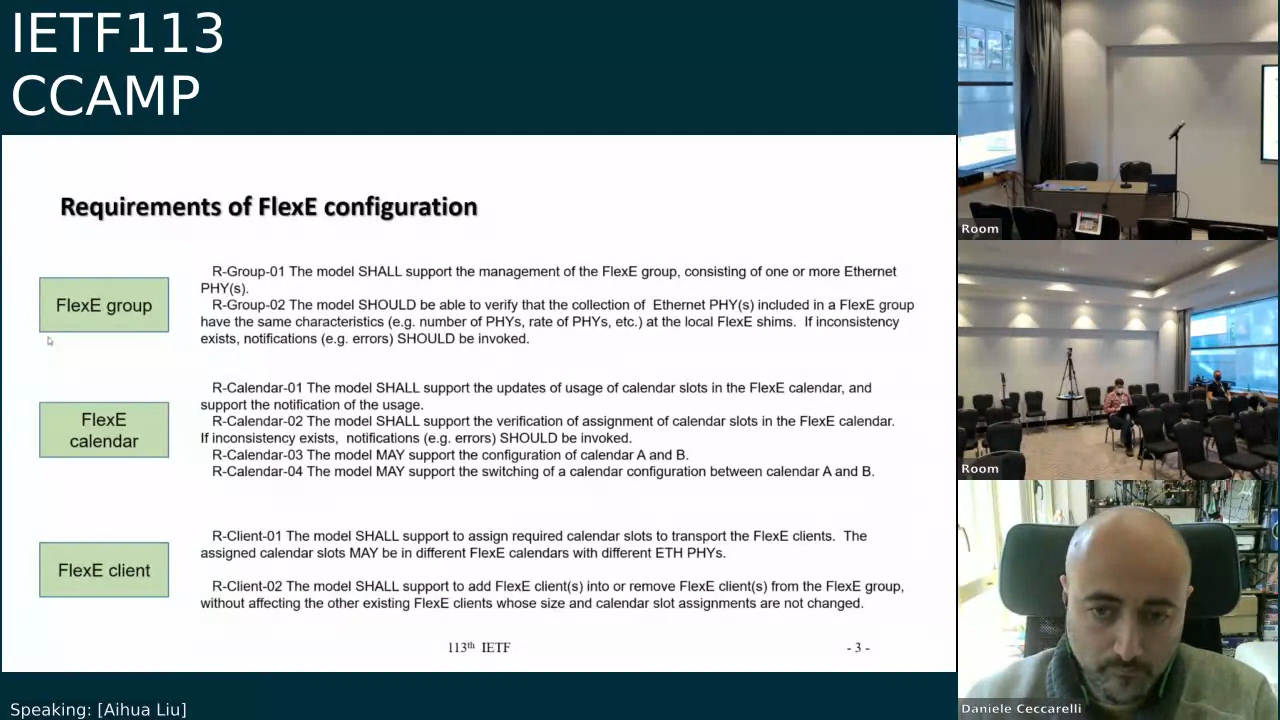 IETF113
CCAMP
Requirements of FlexE configuration
FlexE group
R-Group-01 The model SHALL support the management of the FlexE group, consisting of one or more Ethernet
PHY(s).
R-Group-02 The model SHOULD be able to verify that the collection of Ethernet PHY(s) included in a FlexE group
have the same characteristics (e.g. number of PHYs, rate of PHYs, etc.) at the local FlexE shims. If inconsistency
exists, notifications (e.g. errors) SHOULD be invoked.
FlexE
calendar
R-Calendar-01 The model SHALL support the updates of usage of calendar slots in the FlexE calendar, and
support the notification of the usage.
R-Calendar-02 The model SHALL support the verification of assignment of calendar slots in the FlexE calendar.
If inconsistency exists, notifications (e.g. errors) SHOULD be invoked.
R-Calendar-03 The model MAY support the configuration of calendar A and B.
R-Calendar-04 The model MAY support the switching of a calendar configuration between calendar A and B.
FlexE client
R-Client-01 The model SHALL support to assign required calendar slots to transport the FlexE clients. The
assigned calendar slots MAY be in different FlexE calendars with different ETH PHYs.
R-Client-02 The model SHALL support to add FlexE client(s) into or remove FlexE client(s) from the FlexE group,
without affecting the other existing FlexE clients whose size and calendar slot assignments are not changed.
113th IETF
- 3 -
Speaking: [Aihua Liu]
Room
Room
Daniele Ceccarelli